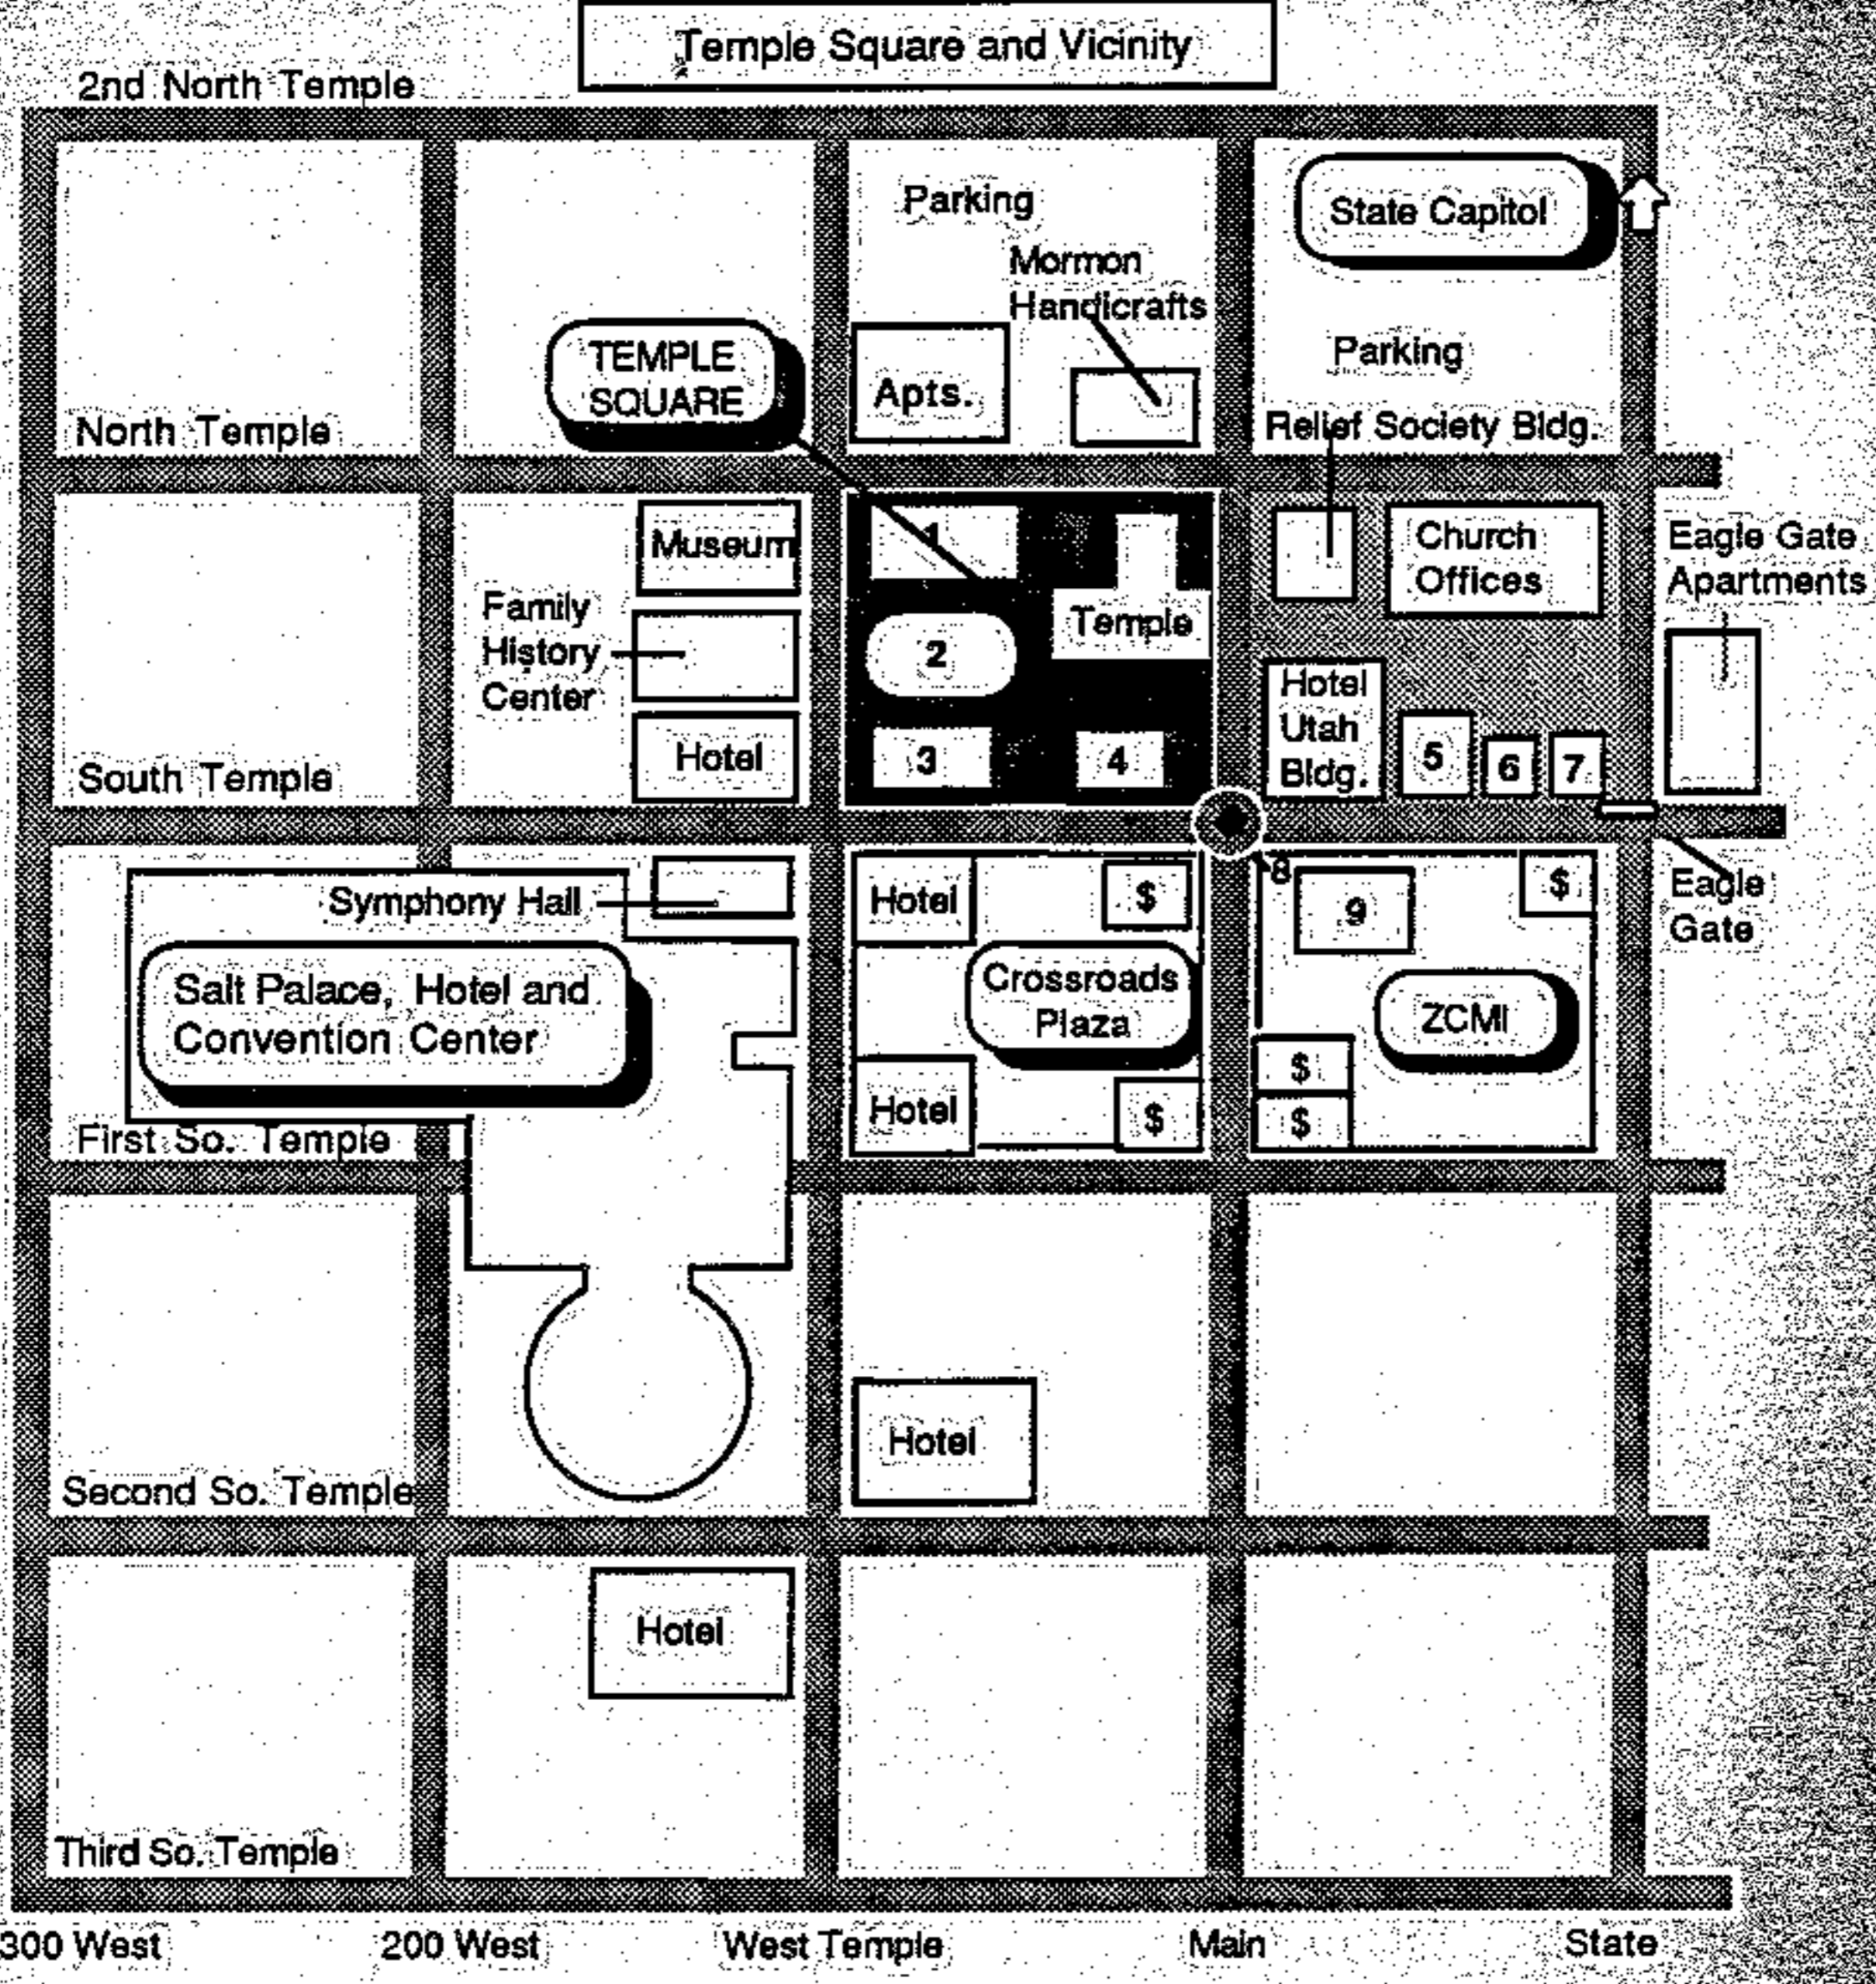 Temple Square and Vicinity
2nd North Temple
Parking
State Capitol
Mormon
Handicrafts
TEMPLE
SQUARE
Apts.
Parking
North Temple
Relief Society Bldg.
Museum
1
Church
Offices
Eagle Gate
Apartments
Family
History
Center
2
Temple
Hotel
Utah
Bldg.
South Temple
Hotel
3
4
5
6
7
Symphony Hall
Hotel
$
8
9
$
Eagle
Gate
Salt Palace, Hotel and
Convention Center
Crossroads
Plaza
ZCMI
$
Hotel
$
$
First So. Temple
Hotel
Second So. Temple
Hotel
Third So. Temple
300 West
200 West
West Temple
Main
State